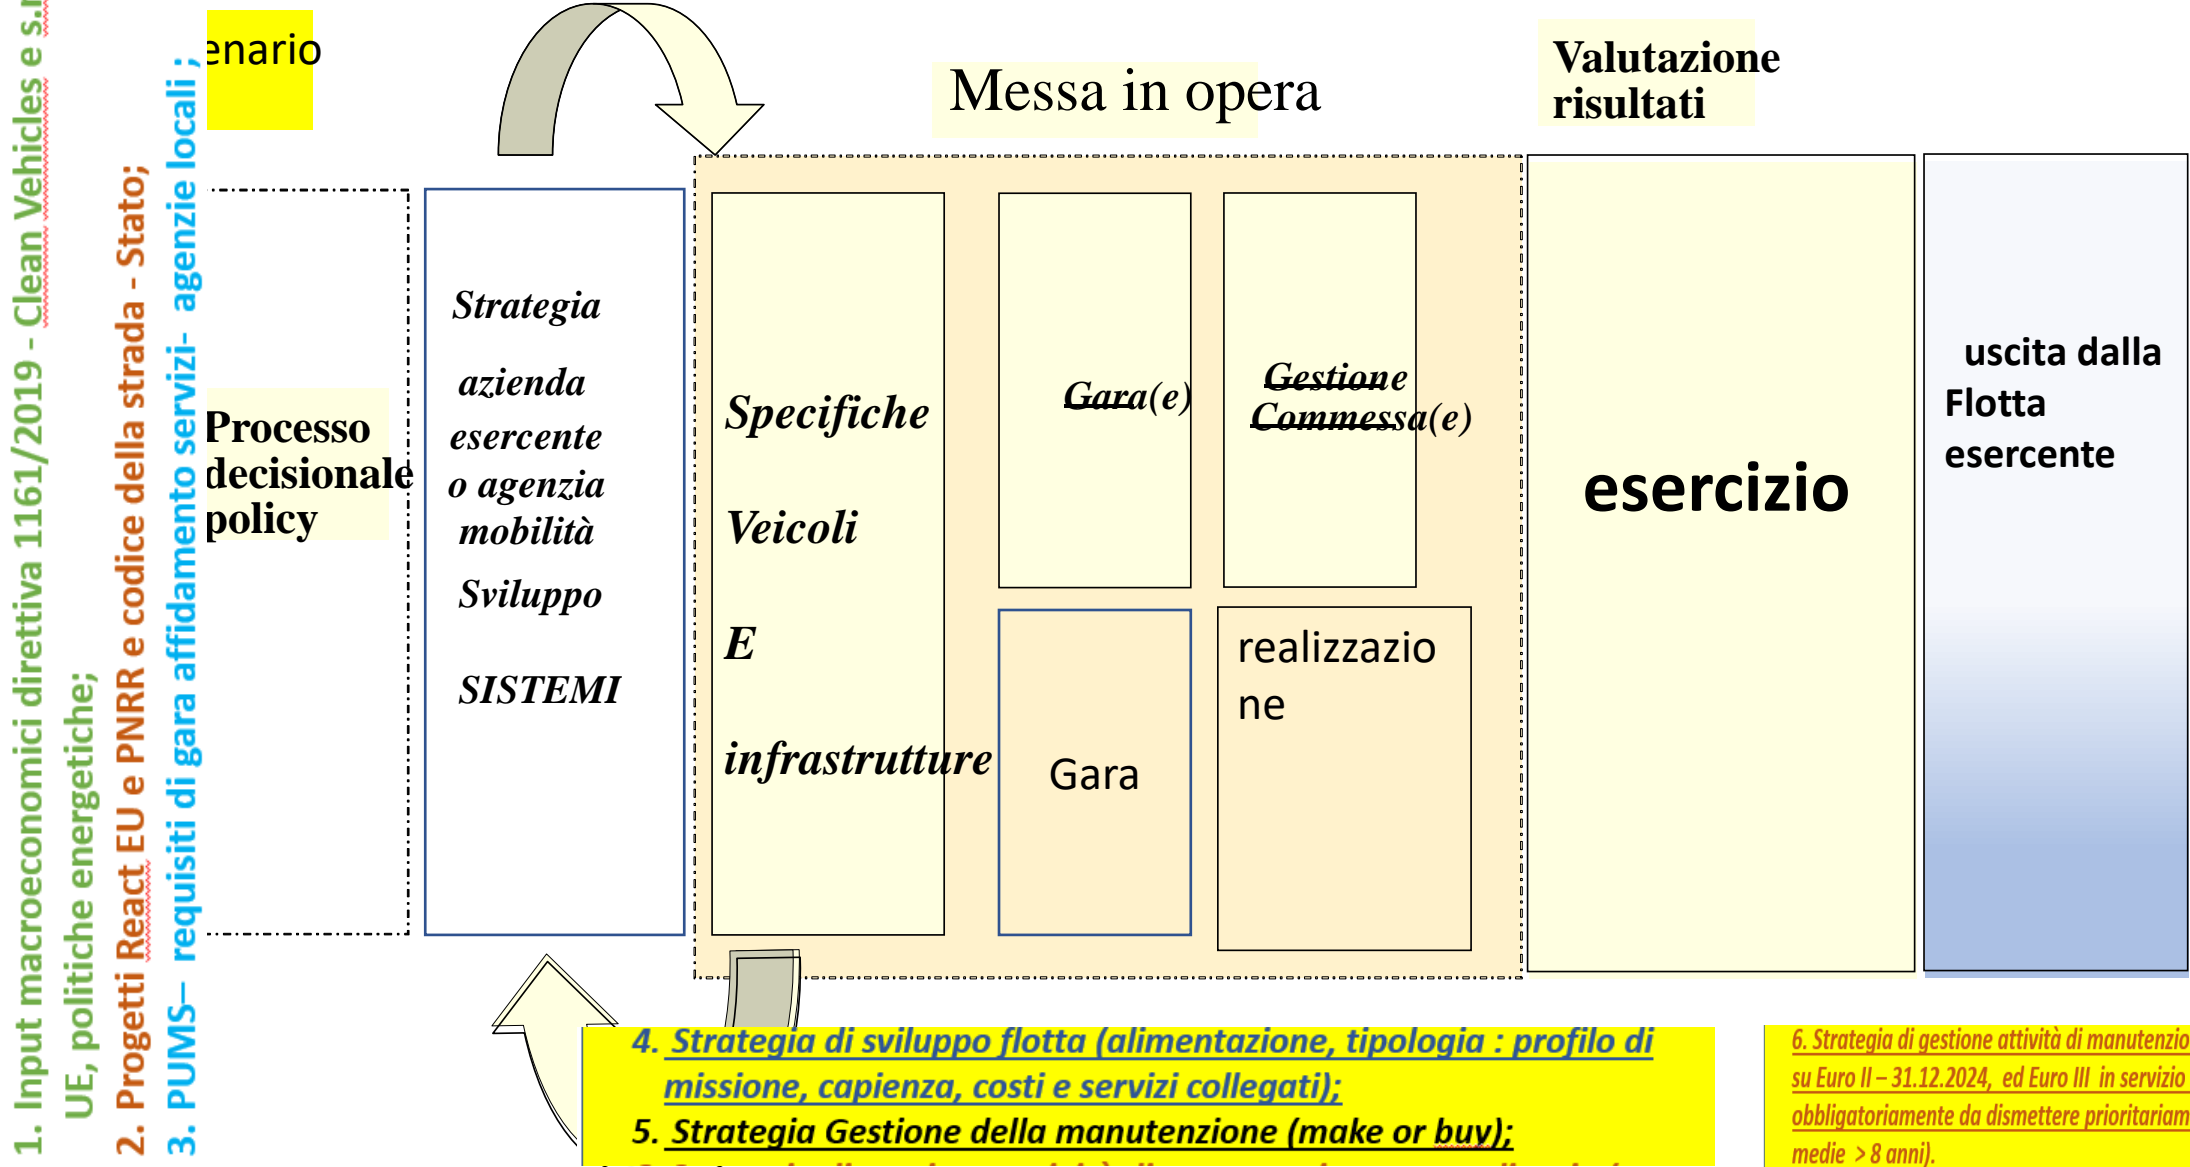 1. Input macroeconomici direttiva 1161/2019 - Clean Vehicles e
UE, politiche energetiche;
2. Progetti React EU e PNRR e codice della strada - Stato;
3. PUMS– requisiti di gara affidamento servizi- agenzie locali ;
enario
Messa in opera
Valutazione
risultati
Processo
decisionale
policy
Strategia
azienda
esercente
o agenzia
mobilità
Sviluppo
SISTEMI
Specifiche
Veicoli
E
infrastrutture
Gara(e)
Gestione
Commessa(e)
Gara
realizzazio
ne
esercizio
uscita dalla
Flotta
esercente
4. Strategia di sviluppo flotta (alimentazione, tipologia : profilo di
missione, capienza, costi e servizi collegati);
5. Strategia Gestione della manutenzione (make or buy);
6. Strategia di gestione attività di manutenzio
su Euro II – 31.12.2024, ed Euro III in servizio
obbligatoriamente da dismettere prioritariam
medie > 8 anni).